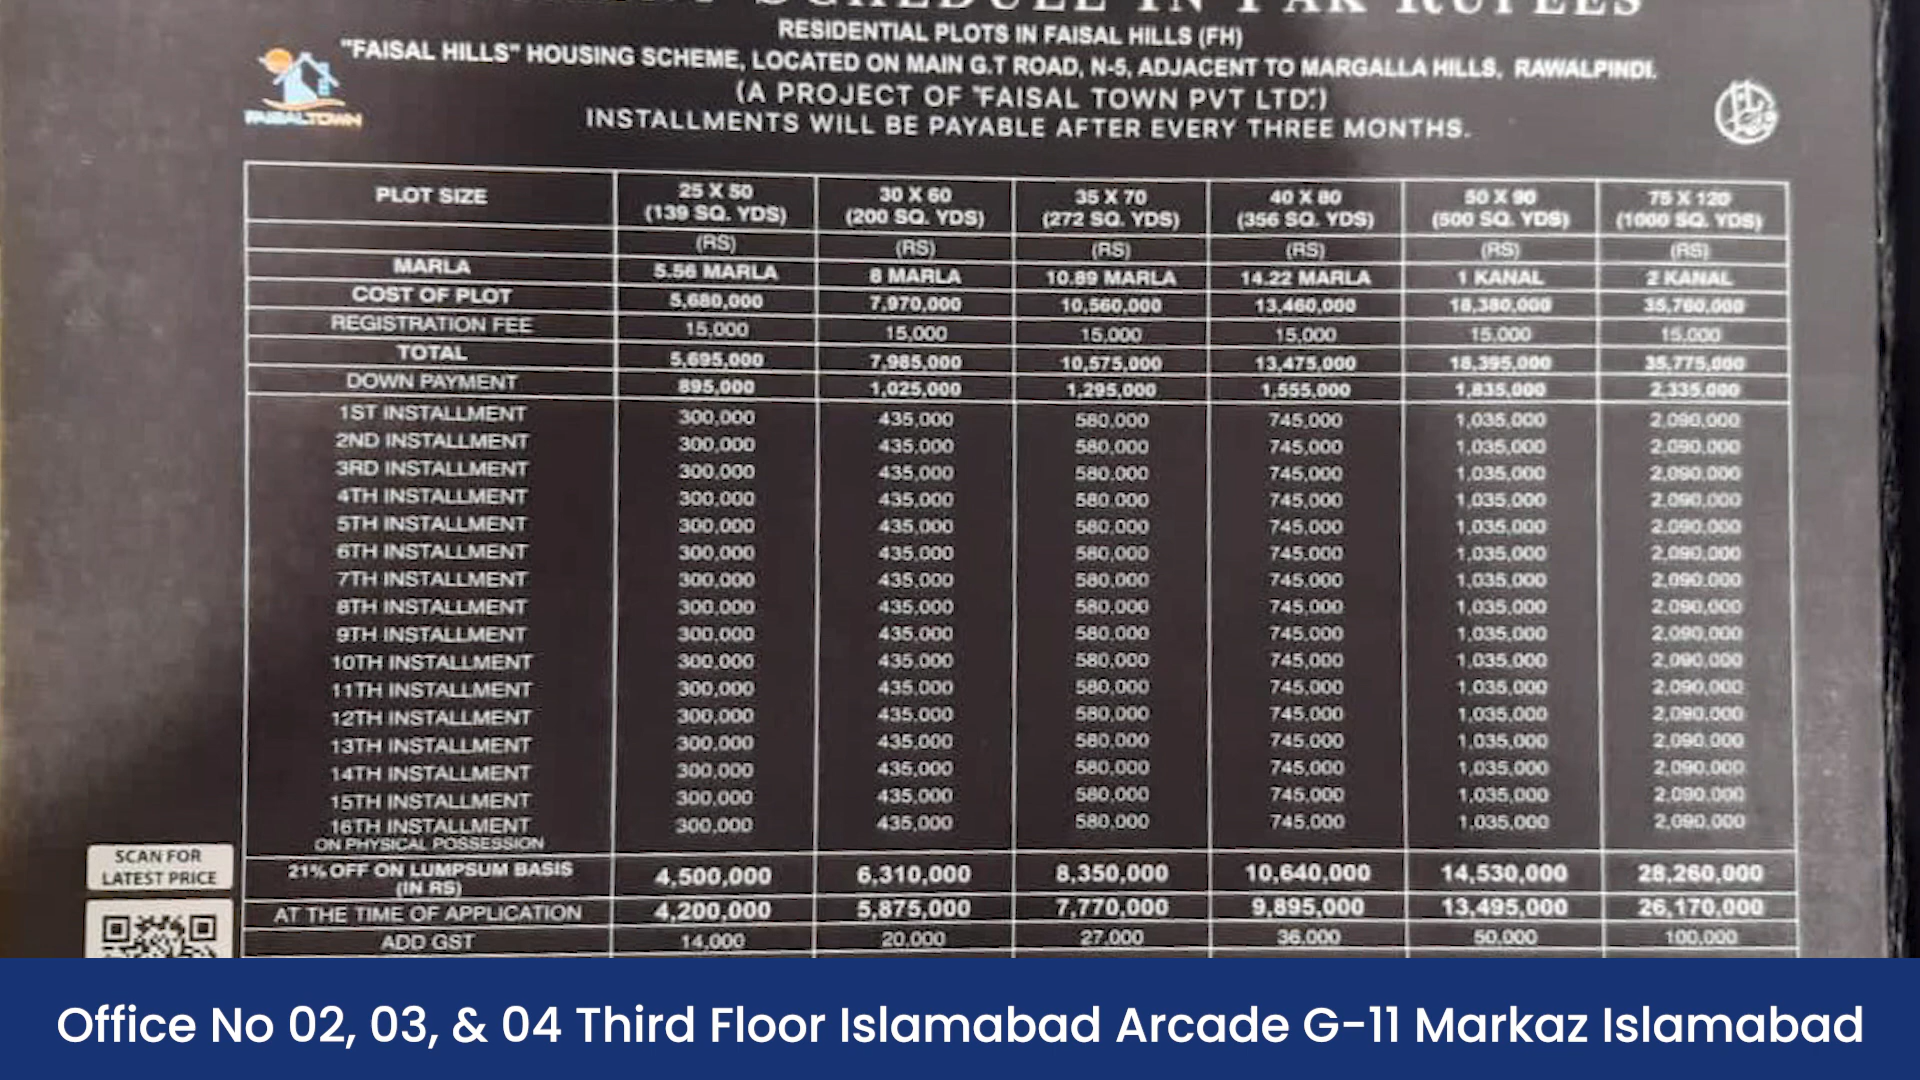 SCHEDULE IN PAK RUPEES
RESIDENTIAL PLOTS IN FAISAL HILLS (FH)
"FAISAL HILLS" HOUSING SCHEME, LOCATED ON MAIN G.T ROAD, N-5, ADJACENT TO MARGALLA HILLS, RAWALPINDI.
(A PROJECT OF "FAISAL TOWN PVT LTD".)
INSTALLMENTS WILL BE PAYABLE AFTER EVERY THREE MONTHS.
FAISALTOWN
PLOT SIZE 25 X 50 30 X 60 35 X 70 40 X 80 50 X 90 75 X 120
(139 SQ. YDS) (200 SQ. YDS) (272 SQ. YDS) (356 SQ. YDS) (500 SQ. YDS) (1000 SQ. YDS)
(RS) (RS) (RS) (RS) (RS) (RS)
MARLA 5.56 MARLA 8 MARLA 10.89 MARLA 14.22 MARLA 1 KANAL 2 KANAL
COST OF PLOT 5,680,000 7,970,000 10,560,000 13,460,000 18,380,000 35,760,000
REGISTRATION FEE 15,000 15,000 15,000 15,000 15,000 15,000
TOTAL 5,695,000 7,985,000 10,575,000 13,475,000 18,395,000 35,775,000
DOWN PAYMENT 895,000 1,025,000 1,295,000 1,555,000 1,835,000 2,335,000
1ST INSTALLMENT 300,000 435,000 580,000 745,000 1,035,000 2,090,000
2ND INSTALLMENT 300,000 435,000 580,000 745,000 1,035,000 2,090,000
3RD INSTALLMENT 300,000 435,000 580,000 745,000 1,035,000 2,090,000
4TH INSTALLMENT 300,000 435,000 580,000 745,000 1,035,000 2,090,000
5TH INSTALLMENT 300,000 435,000 580,000 745,000 1,035,000 2,090,000
6TH INSTALLMENT 300,000 435,000 580,000 745,000 1,035,000 2,090,000
7TH INSTALLMENT 300,000 435,000 580,000 745,000 1,035,000 2,090,000
8TH INSTALLMENT 300,000 435,000 580,000 745,000 1,035,000 2,090,000
9TH INSTALLMENT 300,000 435,000 580,000 745,000 1,035,000 2,090,000
10TH INSTALLMENT 300,000 435,000 580,000 745,000 1,035,000 2,090,000
11TH INSTALLMENT 300,000 435,000 580,000 745,000 1,035,000 2,090,000
12TH INSTALLMENT 300,000 435,000 580,000 745,000 1,035,000 2,090,000
13TH INSTALLMENT 300,000 435,000 580,000 745,000 1,035,000 2,090,000
14TH INSTALLMENT 300,000 435,000 580,000 745,000 1,035,000 2,090,000
15TH INSTALLMENT 300,000 435,000 580,000 745,000 1,035,000 2,090,000
16TH INSTALLMENT 300,000 435,000 580,000 745,000 1,035,000 2,090,000
ON PHYSICAL POSSESSION
21% OFF ON LUMPSUM BASIS 4,500,000 6,310,000 8,350,000 10,640,000 14,530,000 28,260,000
(IN RS)
AT THE TIME OF APPLICATION 4,200,000 5,875,000 7,770,000 9,895,000 13,495,000 26,170,000
ADD GST 14,000 20,000 27,000 36,000 50,000 100,000
SCAN FOR
LATEST PRICE
Office No 02, 03, & 04 Third Floor Islamabad Arcade G-11 Markaz Islamabad